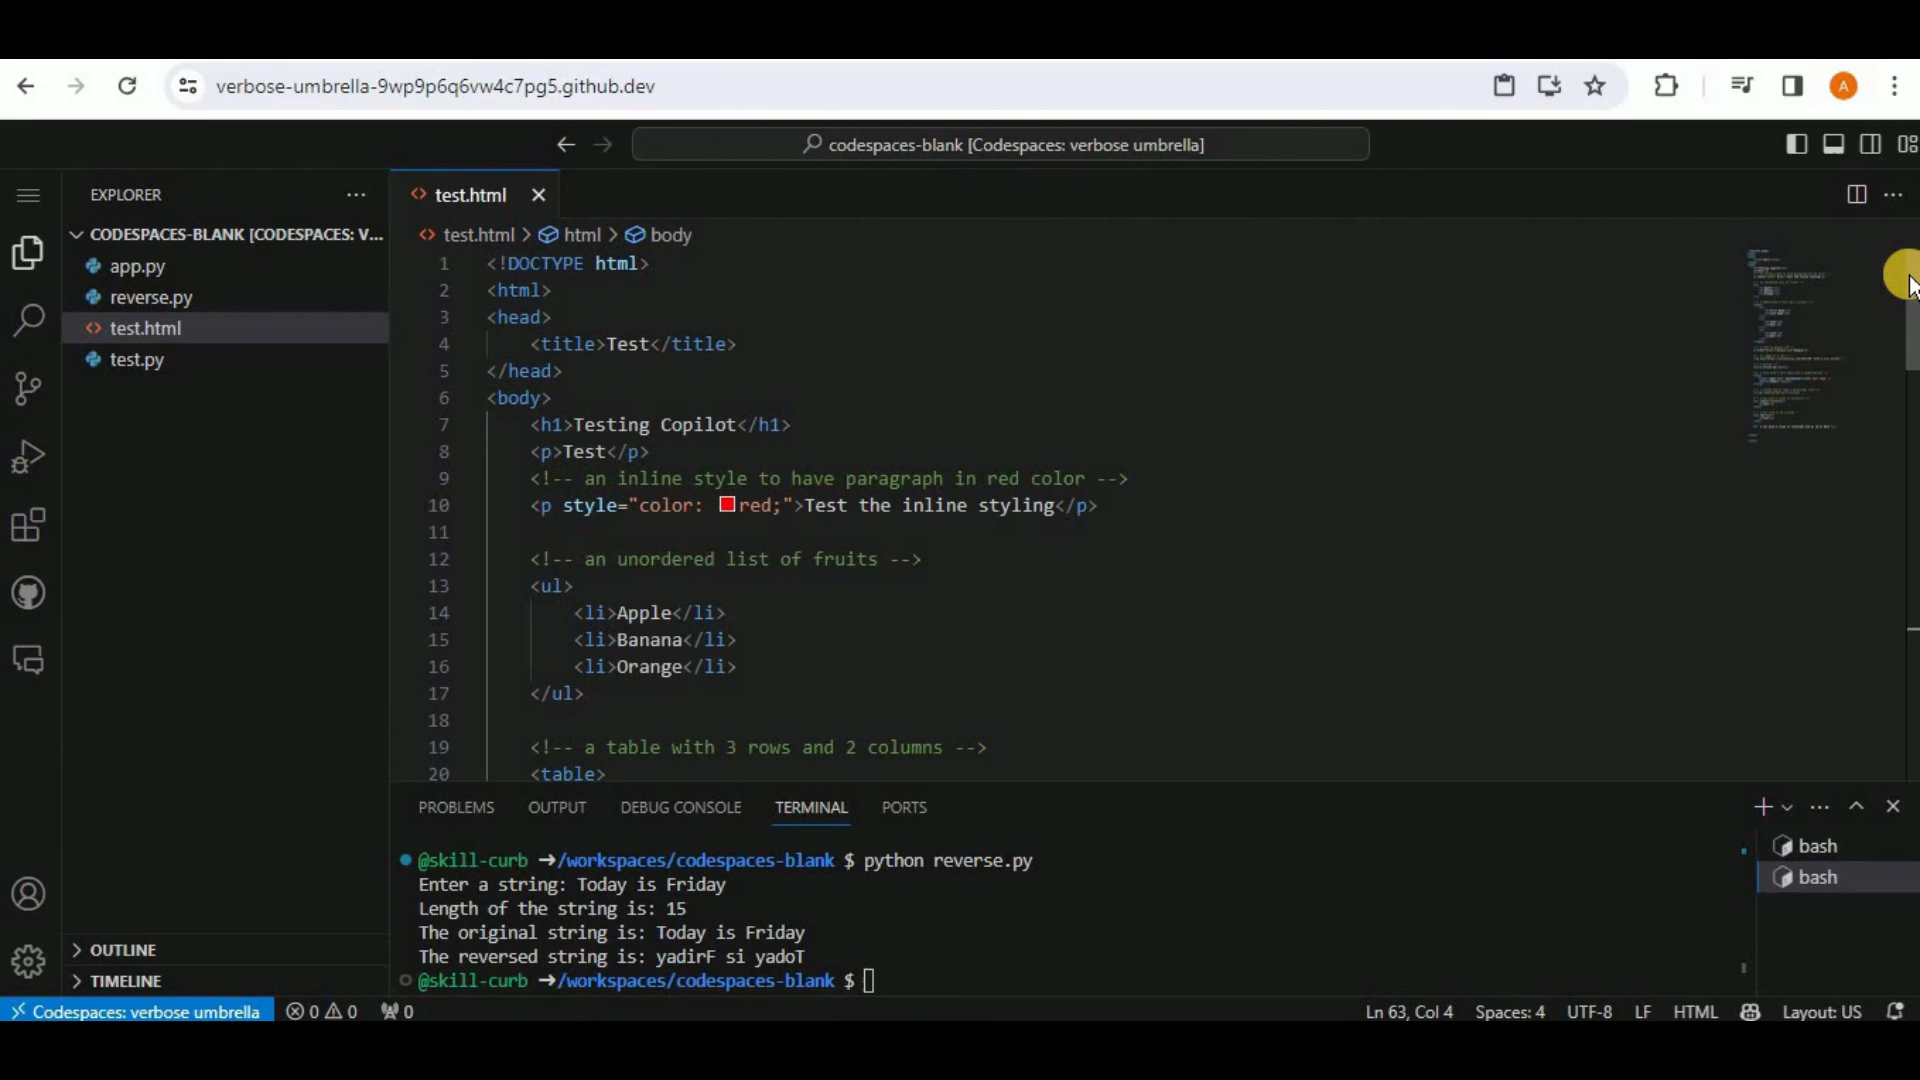 verbose-umbrella-9wp9p6q6vw4c7pg5.github.dev
A
codespaces-blank [Codespaces: verbose umbrella]
EXPLORER
CODESPACES-BLANK [CODESPACES: V...
app.py
reverse.py
test.html
test.py
OUTLINE
TIMELINE
test.html
test.html > html > body
1 <!DOCTYPE html>
2 <html>
3 <head>
4 <title>Test</title>
5 </head>
6 <body>
7 <h1>Testing Copilot</h1>
8 <p>Test</p>
9 <!-- an inline style to have paragraph in red color -->
10 <p style="color: red;">Test the inline styling</p>
11
12 <!-- an unordered list of fruits -->
13 <ul>
14 <li>Apple</li>
15 <li>Banana</li>
16 <li>Orange</li>
17 </ul>
18
19 <!-- a table with 3 rows and 2 columns -->
20 <table>
PROBLEMS OUTPUT DEBUG CONSOLE TERMINAL PORTS
@skill-curb ➜/workspaces/codespaces-blank $ python reverse.py
Enter a string: Today is Friday
Length of the string is: 15
The original string is: Today is Friday
The reversed string is: yadirF si yadoT
@skill-curb ➜/workspaces/codespaces-blank $
bash
bash
Codespaces: verbose umbrella 0 0 0 Ln 63, Col 4 Spaces: 4 UTF-8 LF HTML Layout: US